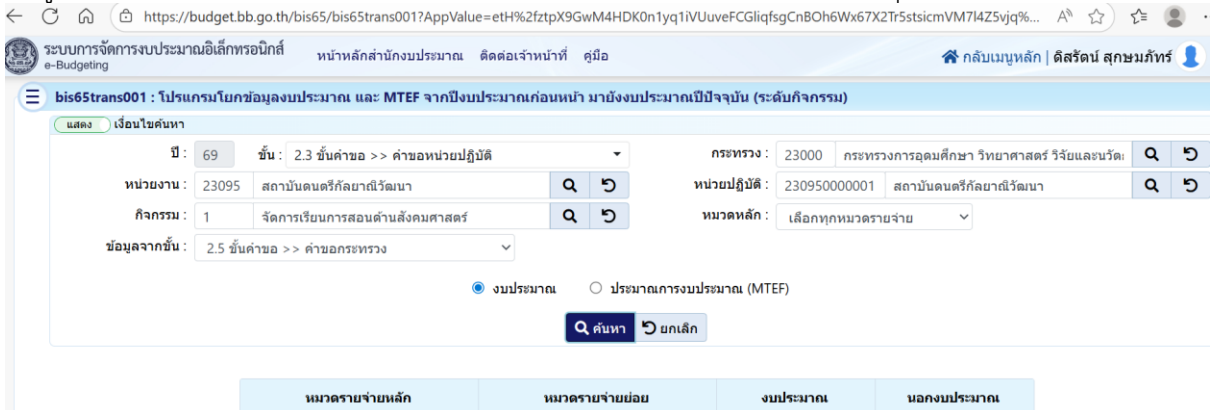 https://budget.bb.go.th/bis65/bis65trans001?AppValue=etH%2fztpX9GwM4HDK0n1yq1iVUuveFCGliqfsgCnBOh6Wx67X2Tr5stsicmVM7l4Z5vjq%...
ระบบการจัดการงบประมาณอิเล็กทรอนิกส์
e-Budgeting
หน้าหลักสำนักงบประมาณ ติดต่อเจ้าหน้าที่ คู่มือ
กลับเมนูหลัก | ดิสรัตน์ สุกษมภัทร์
bis65trans001 : โปรแกรมโยกข้อมูลงบประมาณ และ MTEF จากปีงบประมาณก่อนหน้า มายังงบประมาณปีปัจจุบัน (ระดับกิจกรรม)
แสดง เงื่อนไขค้นหา
ปี : 69 ชั้น : 2.3 ชั้นคำขอ >> คำขอหน่วยปฏิบัติ กระทรวง : 23000 กระทรวงการอุดมศึกษา วิทยาศาสตร์ วิจัยและนวัต
หน่วยงาน : 23095 สถาบันดนตรีกัลยาณิวัฒนา หน่วยปฏิบัติ : 230950000001 สถาบันดนตรีกัลยาณิวัฒนา
กิจกรรม : 1 จัดการเรียนการสอนด้านสังคมศาสตร์ หมวดหลัก : เลือกทุกหมวดรายจ่าย
ข้อมูลจากชั้น : 2.5 ชั้นคำขอ >> คำขอกระทรวง
งบประมาณ ประมาณการงบประมาณ (MTEF)
ค้นหา ยกเลิก
หมวดรายจ่ายหลัก หมวดรายจ่ายย่อย งบประมาณ นอกงบประมาณ